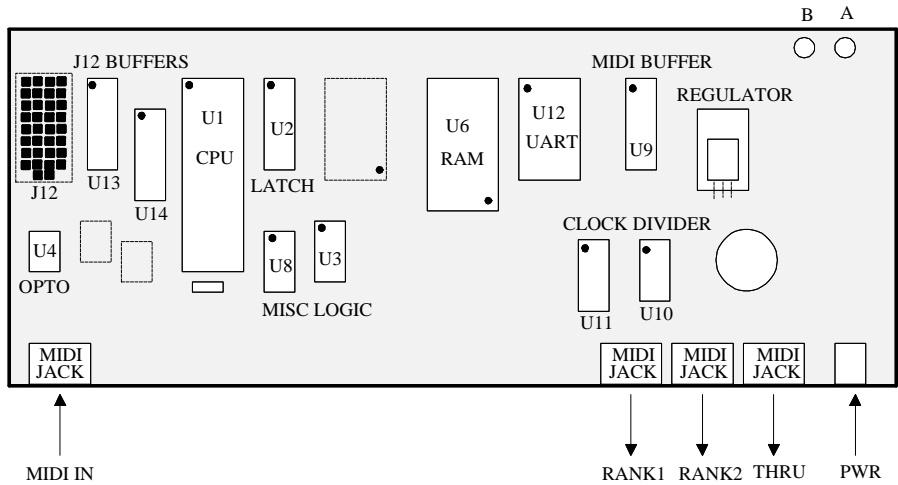 B A
J12 BUFFERS
MIDI BUFFER
REGULATOR
U1
CPU
U2
U6
RAM
U12
UART
U9
J12
U13
U14
LATCH
CLOCK DIVIDER
U4
OPTO
U8
U3
MISC LOGIC
U11
U10
MIDI
JACK
MIDI
JACK
MIDI
JACK
MIDI
JACK
MIDI IN
RANK1
RANK2
THRU
PWR